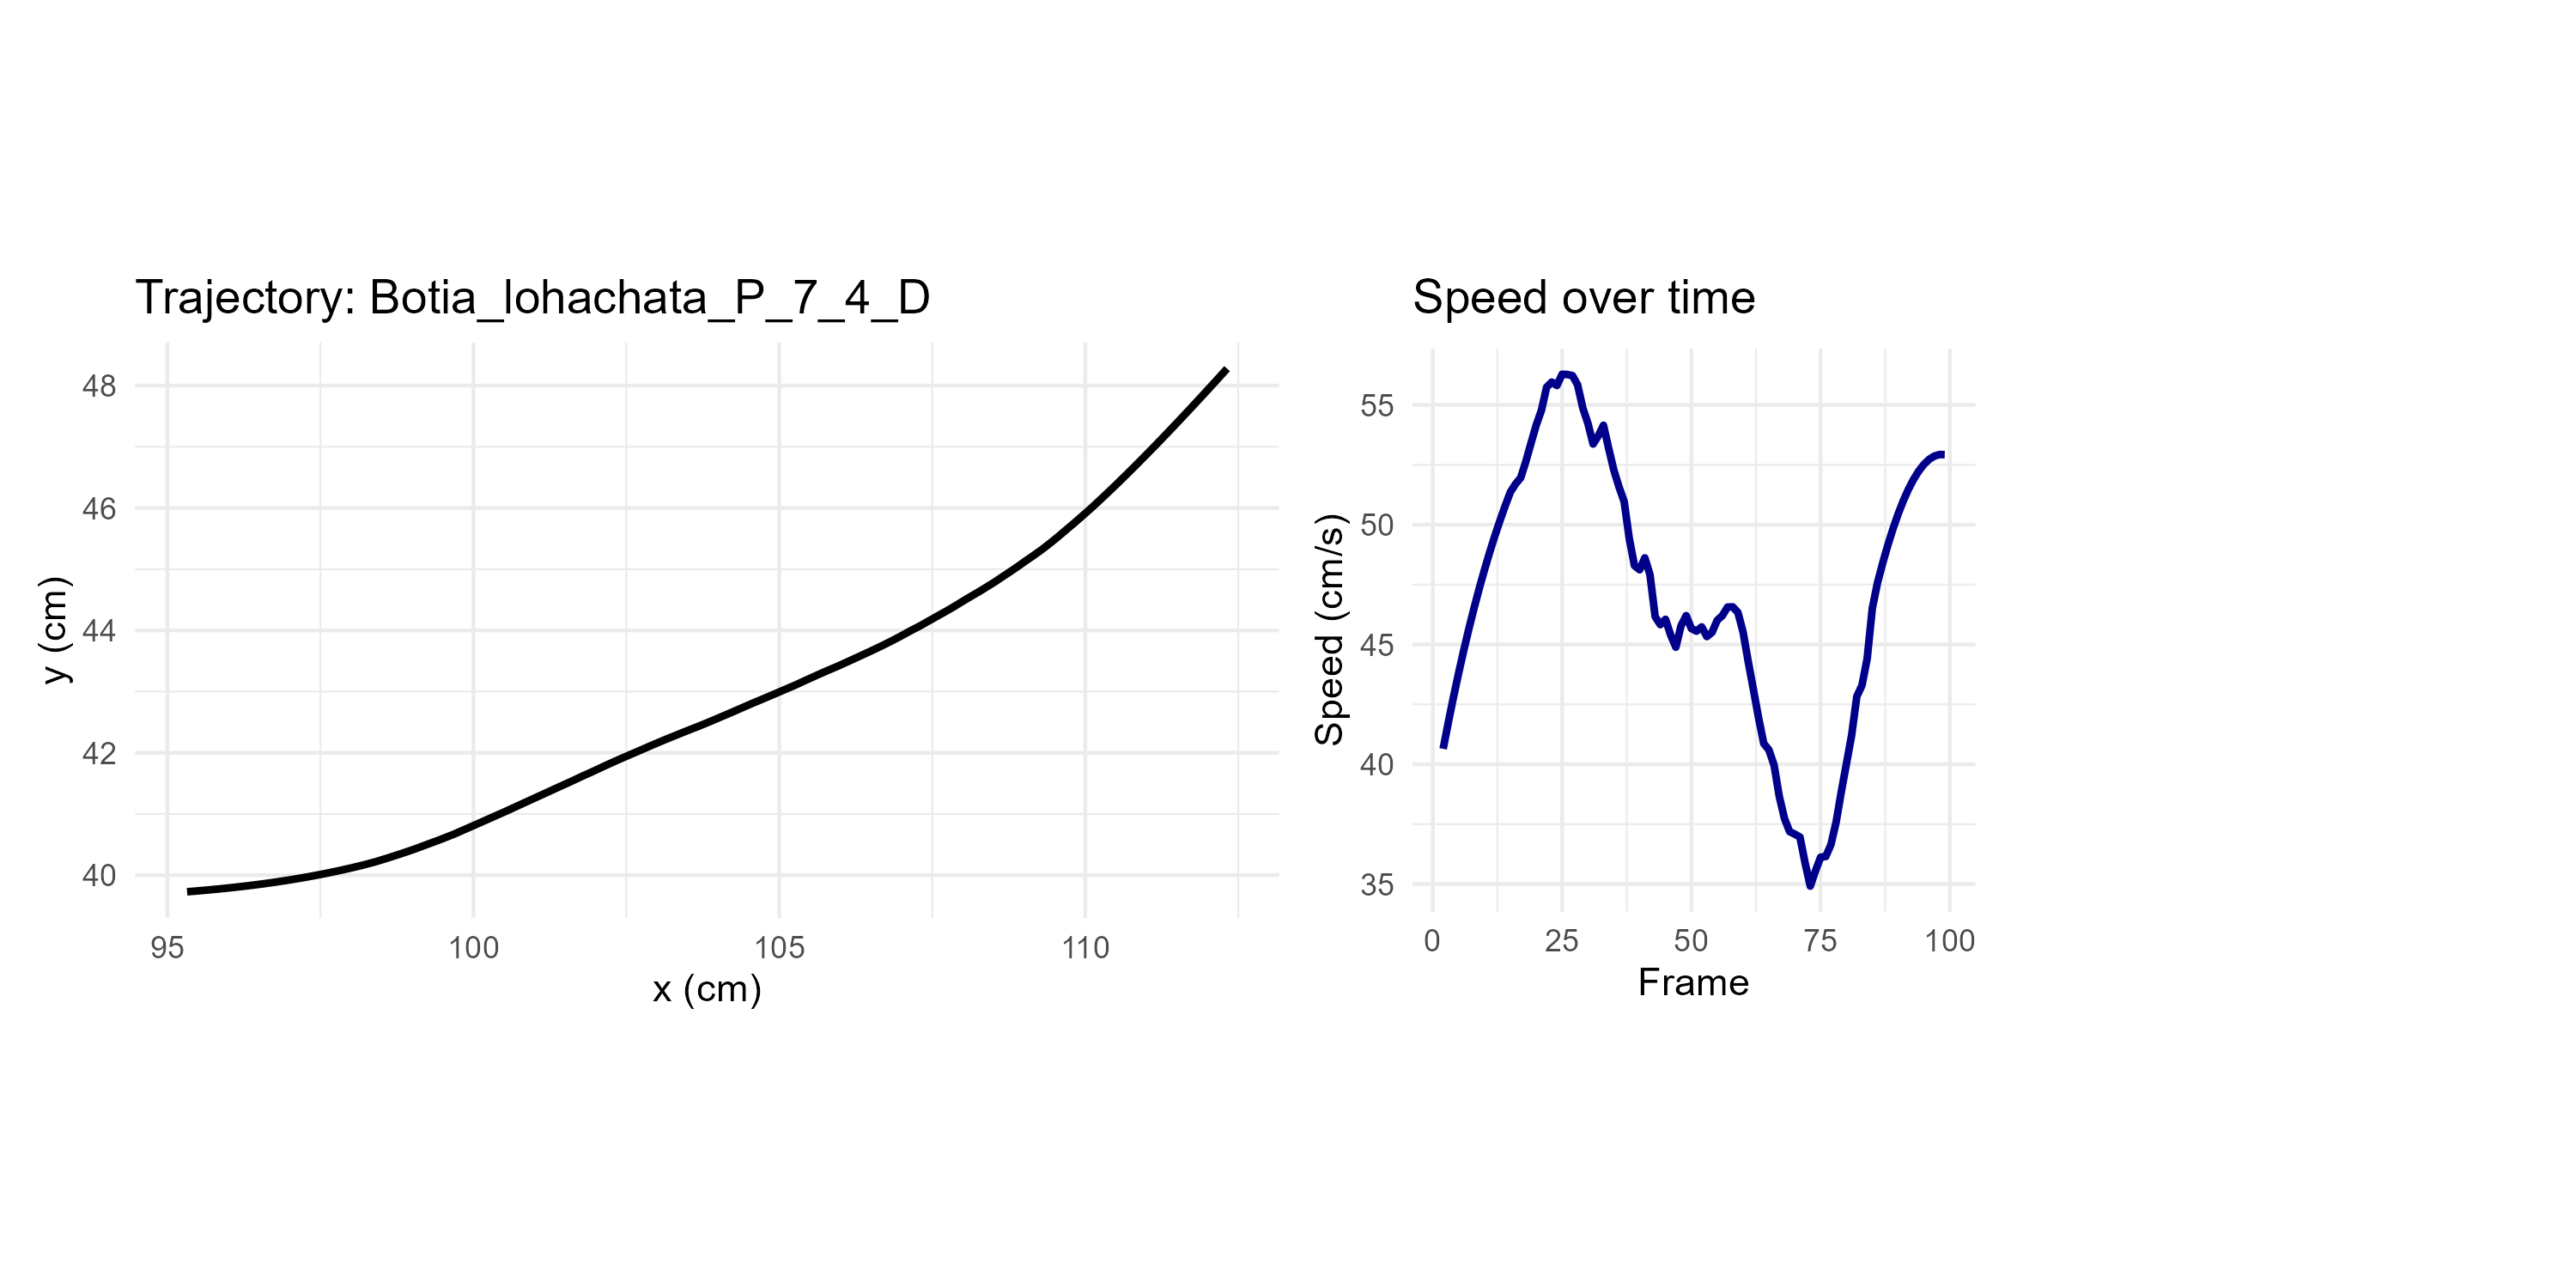 Trajectory: Botia_lohachata_P_7_4_D
48
46
44
42
40
y (cm)
95 100 105 110
x (cm)
Speed over time
55
50
45
40
35
Speed (cm/s)
0 25 50 75 100
Frame